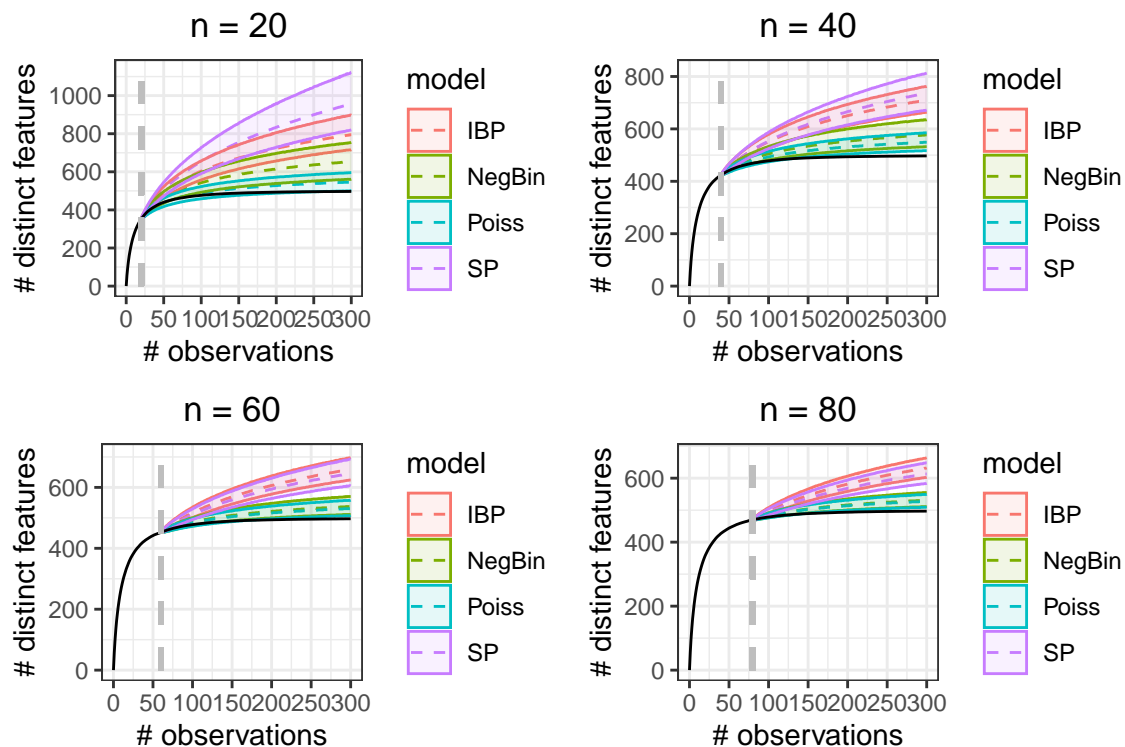 n = 20
# distinct features
1000
800
600
400
200
0
0 50 100 150 200 250 300
# observations
model
IBP
NegBin
Poiss
SP
n = 40
# distinct features
800
600
400
200
0
0 50 100 150 200 250 300
# observations
model
IBP
NegBin
Poiss
SP
n = 60
# distinct features
600
400
200
0
0 50 100 150 200 250 300
# observations
model
IBP
NegBin
Poiss
SP
n = 80
# distinct features
600
400
200
0
0 50 100 150 200 250 300
# observations
model
IBP
NegBin
Poiss
SP